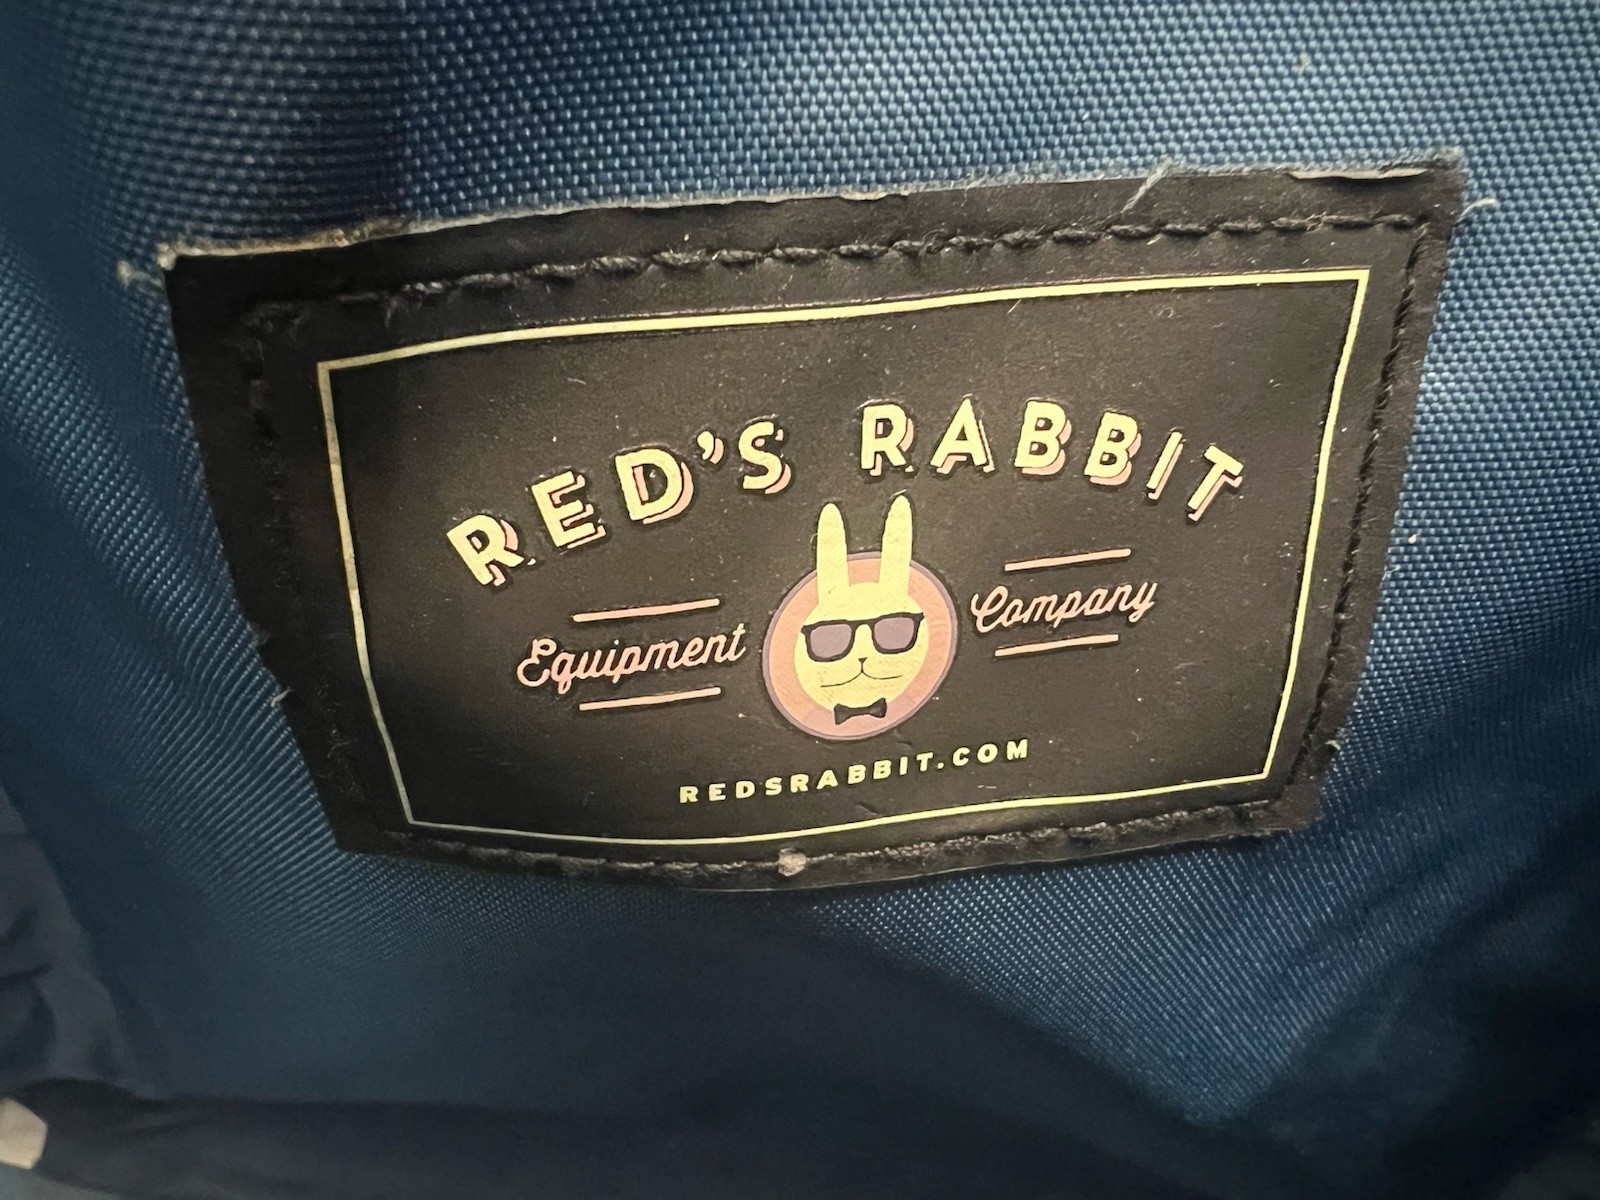 RED'S RABBIT
Equipment Company
REDSRABBIT.COM